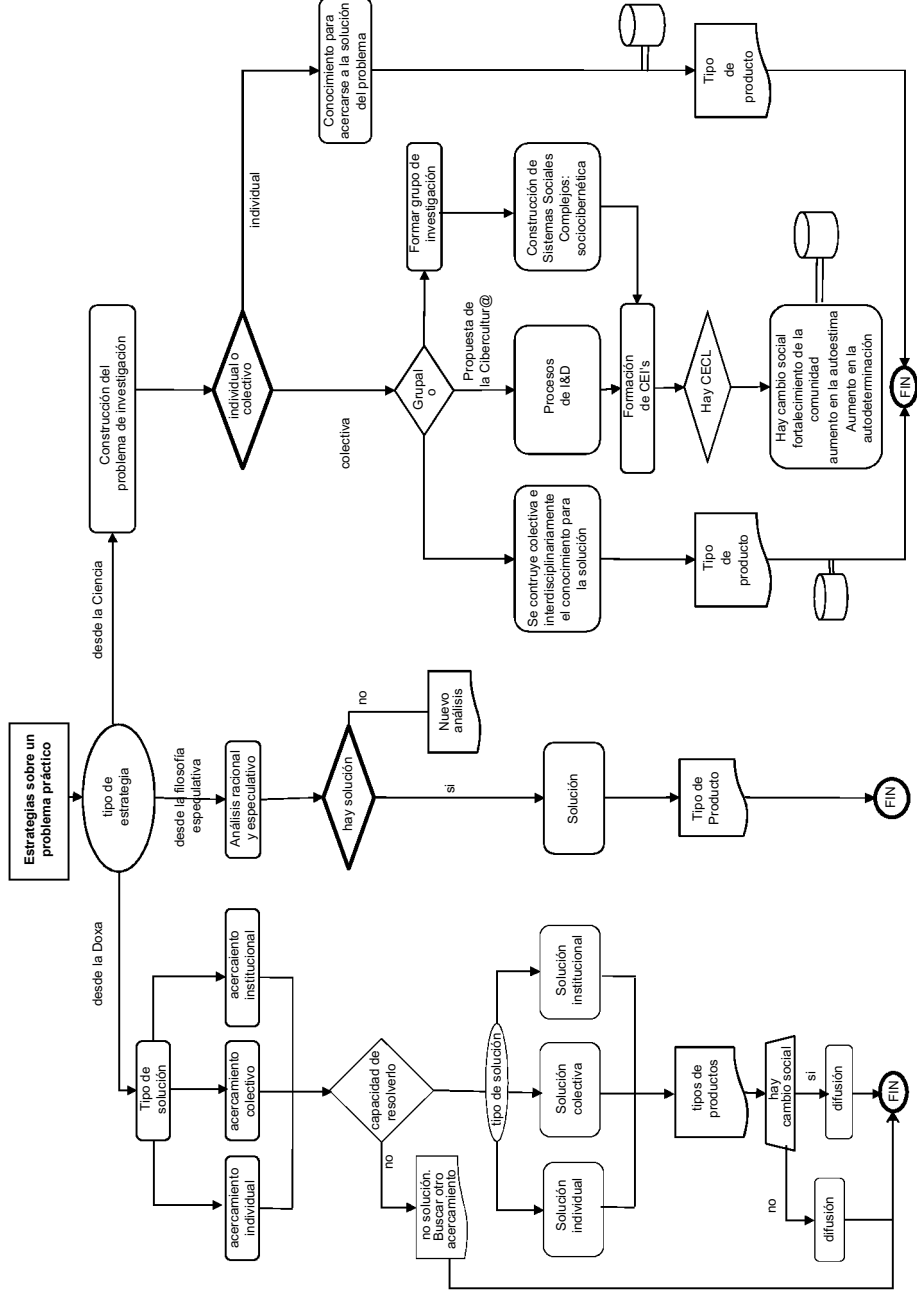 Estrategias sobre un
problema práctico
tipo de
estrategia
desde la Doxa
desde la filosofía
especulativa
desde la Ciencia
Tipo de
solución
acercamiento
individual
acercamiento
colectivo
acercaiento
institucional
capacidad de
resolverlo
no
no solución.
Buscar otro
acercamiento
tipo de solución
Solución
individual
Solución
colectiva
Solución
institucional
tipos de
productos
hay
cambio social
no
si
difusión
difusión
FIN
Análisis racional
y especulativo
hay solución
no
Nuevo
análisis
si
Solución
Tipo de
Producto
FIN
Construcción del
problema de investigación
individual o
colectivo
colectiva
individual
Grupal
o
Propuesta de
la Cibercultur@
Formar grupo de
investigación
Se contruye colectiva e
interdisciplinariamente
el conocimiento para
la solución
Procesos
de I&D
Construcción de
Sistemas Sociales
Complejos:
sociocibernética
Formación
de CEI's
Hay CECL
Hay cambio social
fortalecimiento de la
comunidad
aumento en la autoestima
Aumento en la
autodeterminación
Tipo
de
producto
Conocimiento para
acercarse a la solución
del problema
Tipo
de
producto
FIN